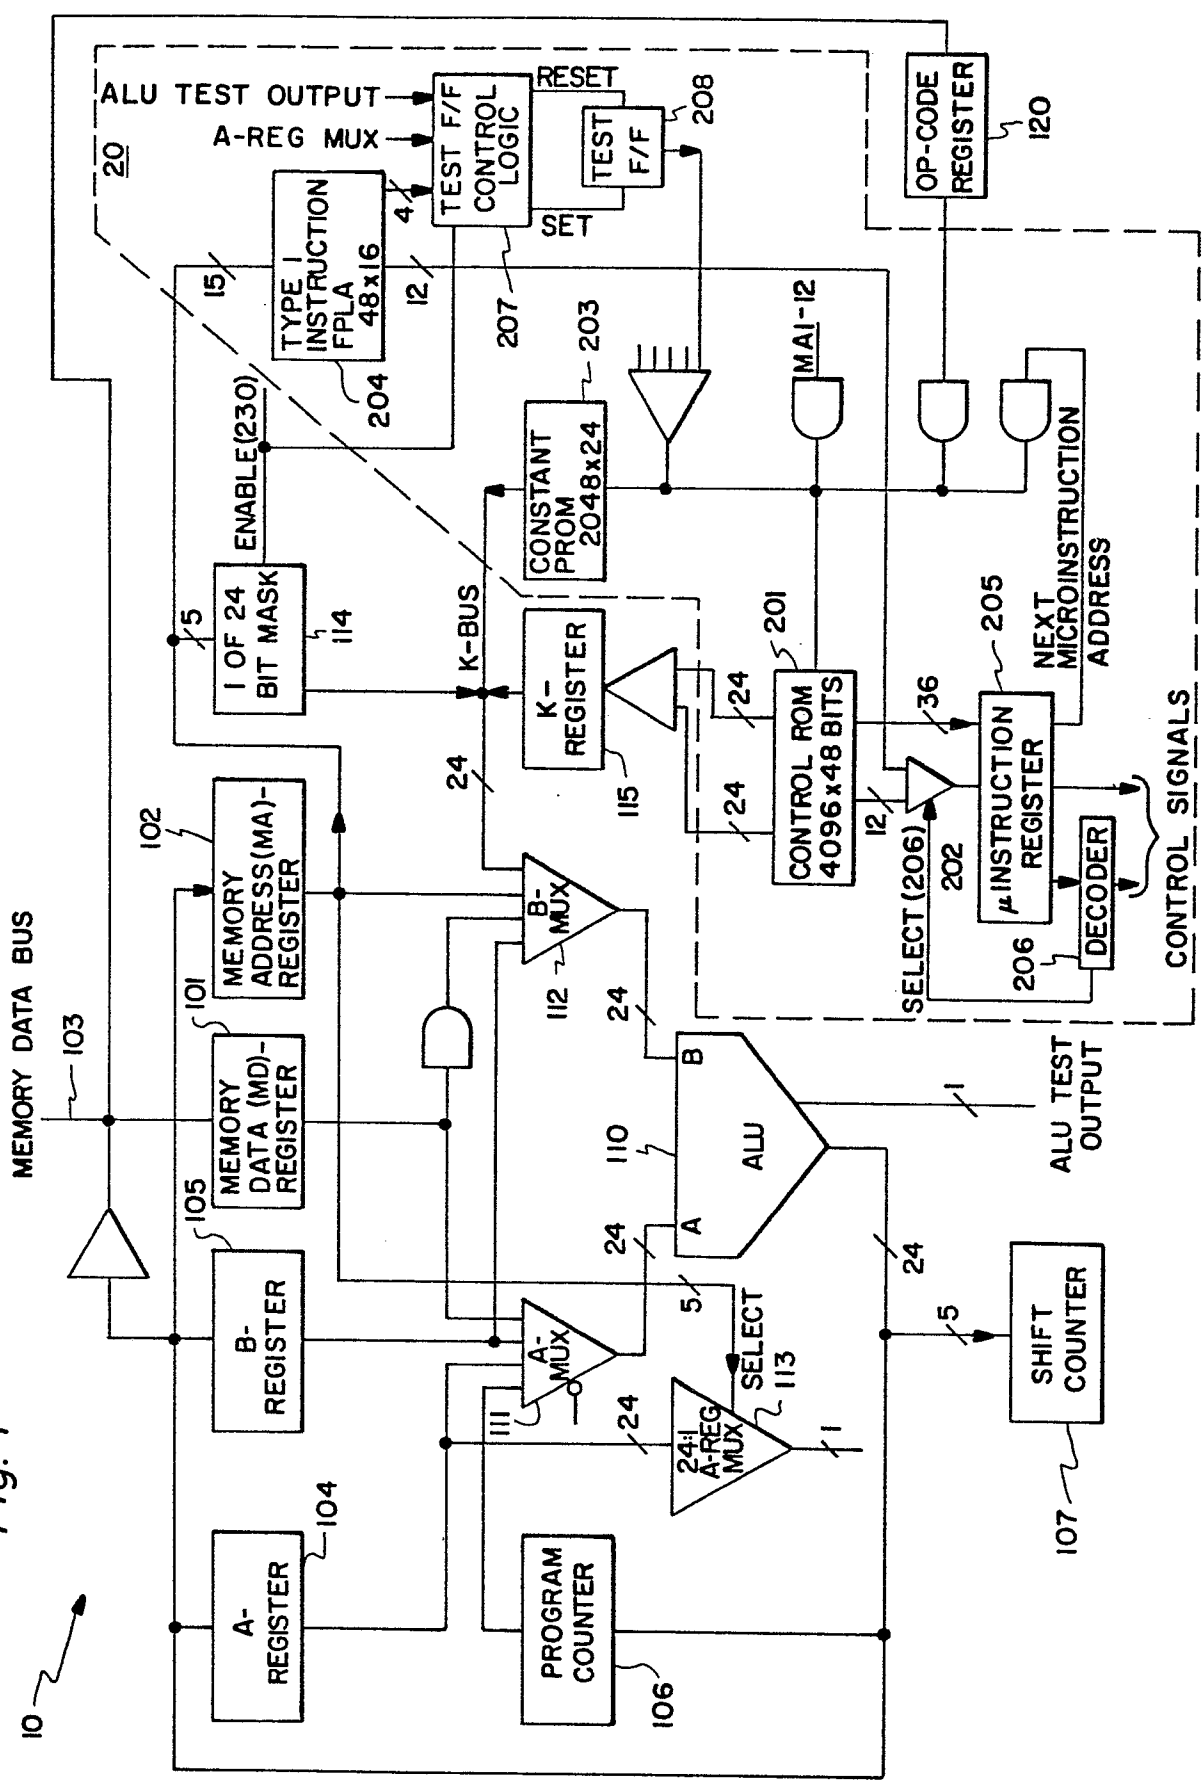 Fig. 1
10
MEMORY DATA BUS
103
20
ALU TEST OUTPUT
A-REG MUX
TEST F/F
CONTROL
LOGIC
207
RESET
SET
TEST
F/F
208
4
TYPE 1
INSTRUCTION
FPLA
48x16
204
15
12
ENABLE(230)
5
1 OF 24
BIT MASK
114
MEMORY
ADDRESS(MA)-
REGISTER
102
MEMORY
DATA (MD)-
REGISTER
101
B-
REGISTER
105
A-
REGISTER
104
K-BUS
24
CONSTANT
PROM
2048x24
203
K-
REGISTER
115
24
24
MA1-12
OP-CODE
REGISTER
120
B-
MUX
112
A-
MUX
111
PROGRAM
COUNTER
106
24:1
A-REG
MUX
113
SELECT
5
24
1
24
24
A
B
ALU
110
24
1
ALU TEST
OUTPUT
5
SHIFT
COUNTER
107
CONTROL ROM
4096x48 BITS
201
12
36
202
SELECT (206)
μINSTRUCTION
REGISTER
205
NEXT
MICROINSTRUCTION
ADDRESS
DECODER
206
CONTROL SIGNALS